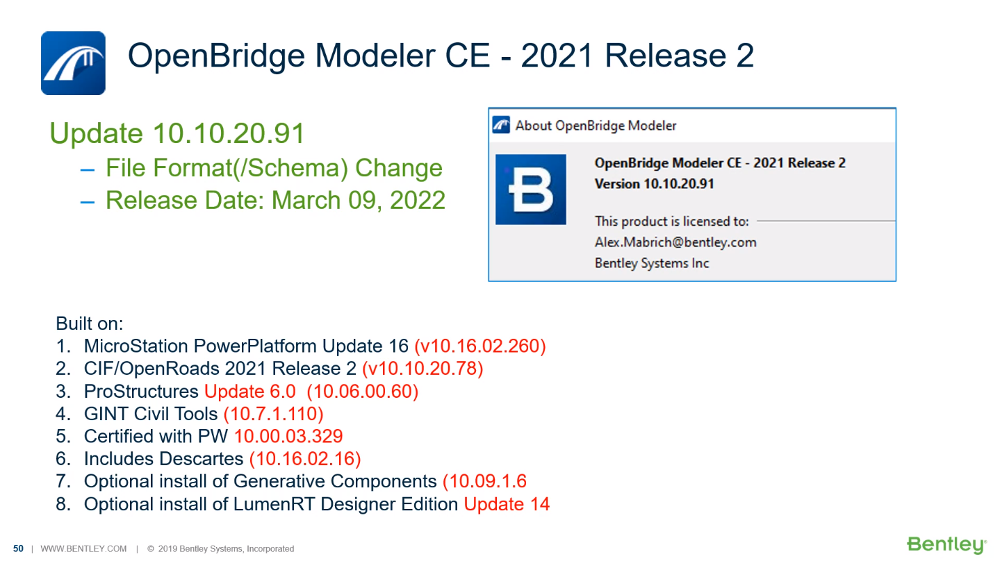 OpenBridge Modeler CE - 2021 Release 2
Update 10.10.20.91
– File Format(/Schema) Change
– Release Date: March 09, 2022
About OpenBridge Modeler
B
OpenBridge Modeler CE - 2021 Release 2
Version 10.10.20.91
This product is licensed to:
Alex.Mabrich@bentley.com
Bentley Systems Inc
Built on:
1. MicroStation PowerPlatform Update 16 (v10.16.02.260)
2. CIF/OpenRoads 2021 Release 2 (v10.10.20.78)
3. ProStructures Update 6.0 (10.06.00.60)
4. GINT Civil Tools (10.7.1.110)
5. Certified with PW 10.00.03.329
6. Includes Descartes (10.16.02.16)
7. Optional install of Generative Components (10.09.1.6
8. Optional install of LumenRT Designer Edition Update 14
50 | WWW.BENTLEY.COM | © 2019 Bentley Systems, Incorporated
Bentley®